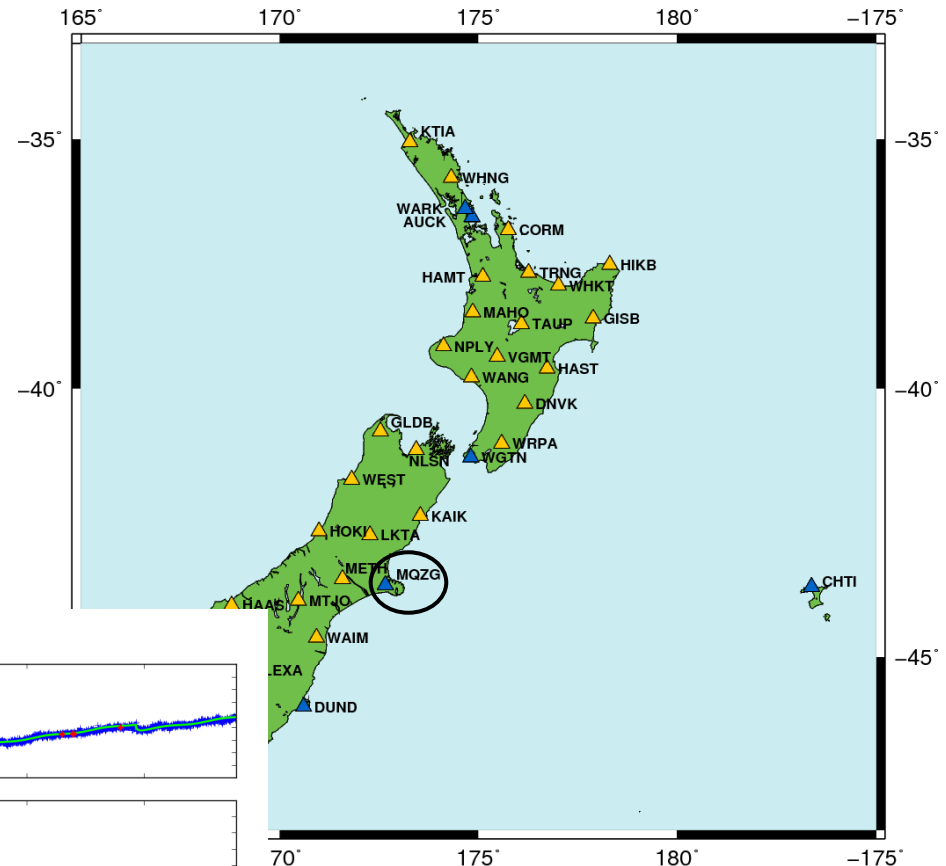 165° 170° 175° 180° −175°
KTIA
−35° −35°
WHNG
WARK
AUCK
CORM
HIKB
TRNG
HAMT
WHKT
MAHO
GISB
TAUP
NPLY
VGMT
HAST
WANG
−40° −40°
DNVK
GLDB
WRPA
NLSN
WGTN
WEST
KAIK
HOKI
LKTA
METH
MQZG
CHTI
HAAS
MTJO
WAIM
−45°
LEXA
DUND
70° 175° 180° −175°